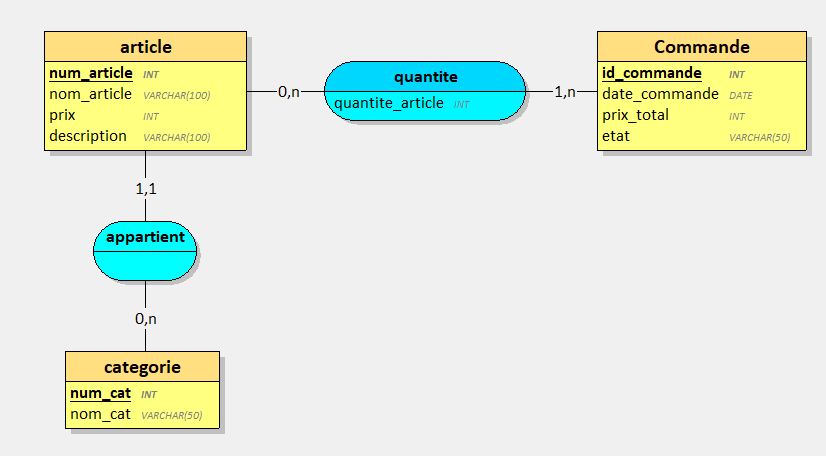 article
num_article INT
nom_article VARCHAR(100)
prix INT
description VARCHAR(100)
0,n
quantite
quantite_article INT
1,n
Commande
id_commande INT
date_commande DATE
prix_total INT
etat VARCHAR(50)
1,1
appartient
0,n
categorie
num_cat INT
nom_cat VARCHAR(50)